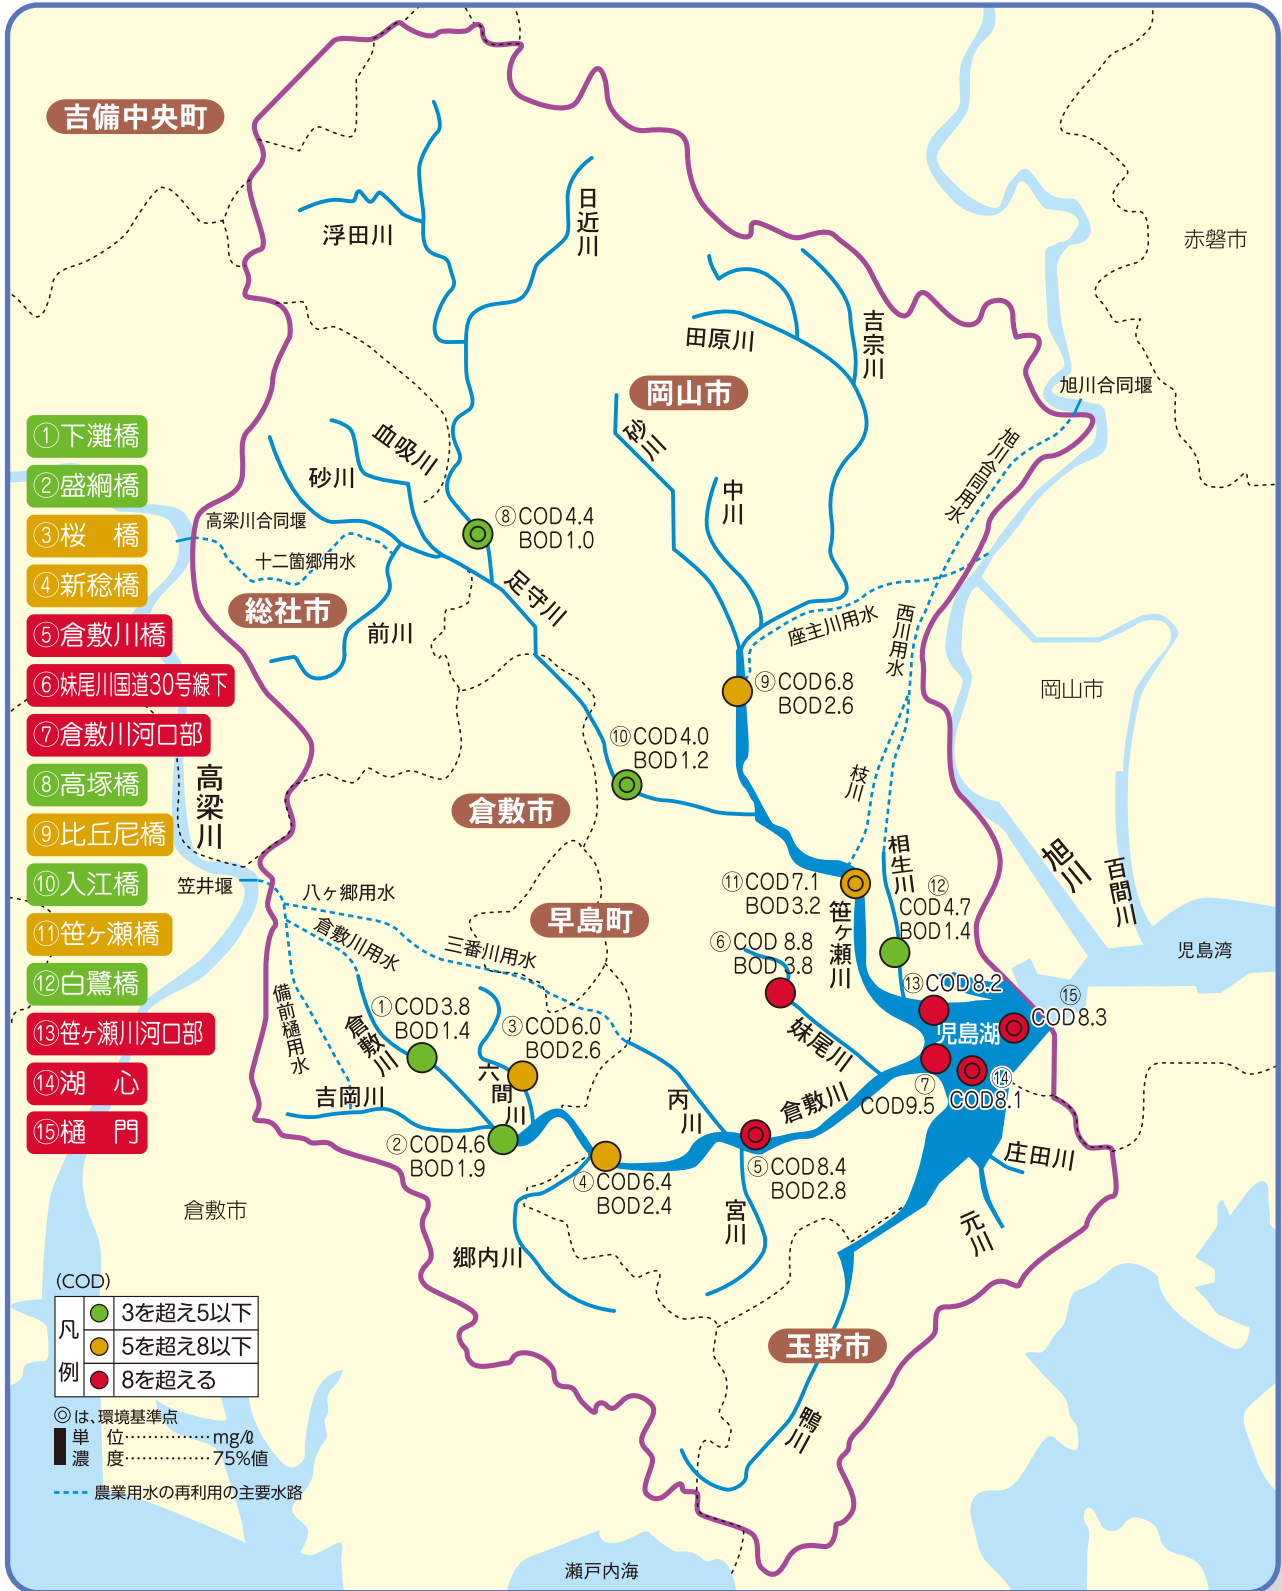 吉備中央町
浮田川
日近川
赤磐市
田原川
吉宗川
岡山市
旭川合同堰
旭川合同用水
砂川
中川
血吸川
砂川
高梁川合同堰
十二箇郷用水
⑧COD4.4
BOD1.0
足守川
総社市
前川
座主川用水
西川用水
岡山市
⑨COD6.8
BOD2.6
⑩COD4.0
BOD1.2
枝川
①下灘橋
②盛綱橋
③桜　橋
④新稔橋
⑤倉敷川橋
⑥妹尾川国道30号線下
⑦倉敷川河口部
⑧高塚橋
⑨比丘尼橋
⑩入江橋
⑪笹ヶ瀬橋
⑫白鷺橋
⑬笹ヶ瀬川河口部
⑭湖　心
⑮樋　門
高梁川
倉敷市
相生川
旭川
百間川
笠井堰
八ヶ郷用水
倉敷川用水
三番川用水
備前樋用水
早島町
⑪COD7.1
BOD3.2
笹ヶ瀬川
⑫
COD4.7
BOD1.4
⑥COD 8.8
BOD 3.8
児島湾
⑬COD8.2
⑮
COD8.3
児島湖
①COD3.8
BOD1.4
倉敷川
③COD6.0
BOD2.6
六間川
妹尾川
⑦
COD9.5
⑭
COD8.1
吉岡川
丙川
倉敷川
②COD4.6
BOD1.9
④COD6.4
BOD2.4
⑤COD8.4
BOD2.8
庄田川
元川
宮川
倉敷市
郷内川
玉野市
鴨川
(COD)
凡例
3を超え5以下
5を超え8以下
8を超える
◎は、環境基準点
単　位……………mg/ℓ
濃　度……………75%値
農業用水の再利用の主要水路
瀬戸内海